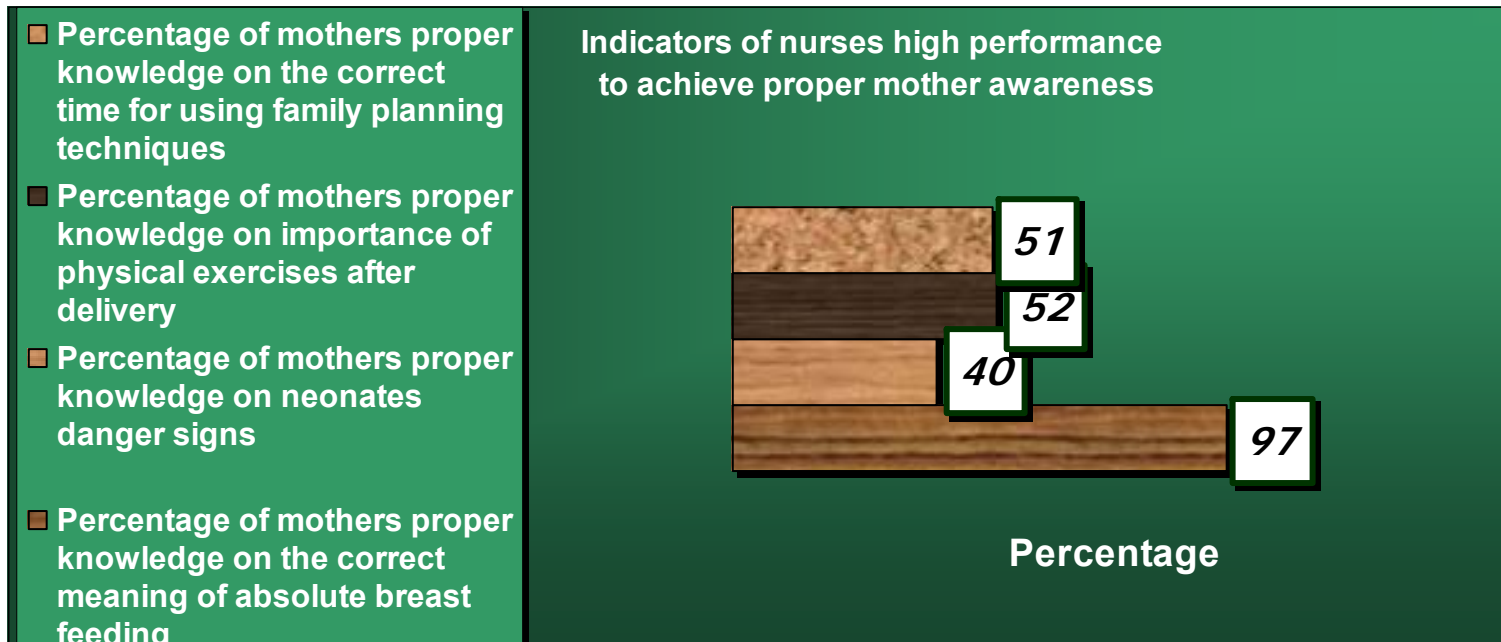 Percentage of mothers proper
knowledge on the correct
time for using family planning
techniques
Percentage of mothers proper
knowledge on importance of
physical exercises after
delivery
Percentage of mothers proper
knowledge on neonates
danger signs
Percentage of mothers proper
knowledge on the correct
meaning of absolute breast
feeding
Indicators of nurses high performance
to achieve proper mother awareness
51
52
40
97
Percentage